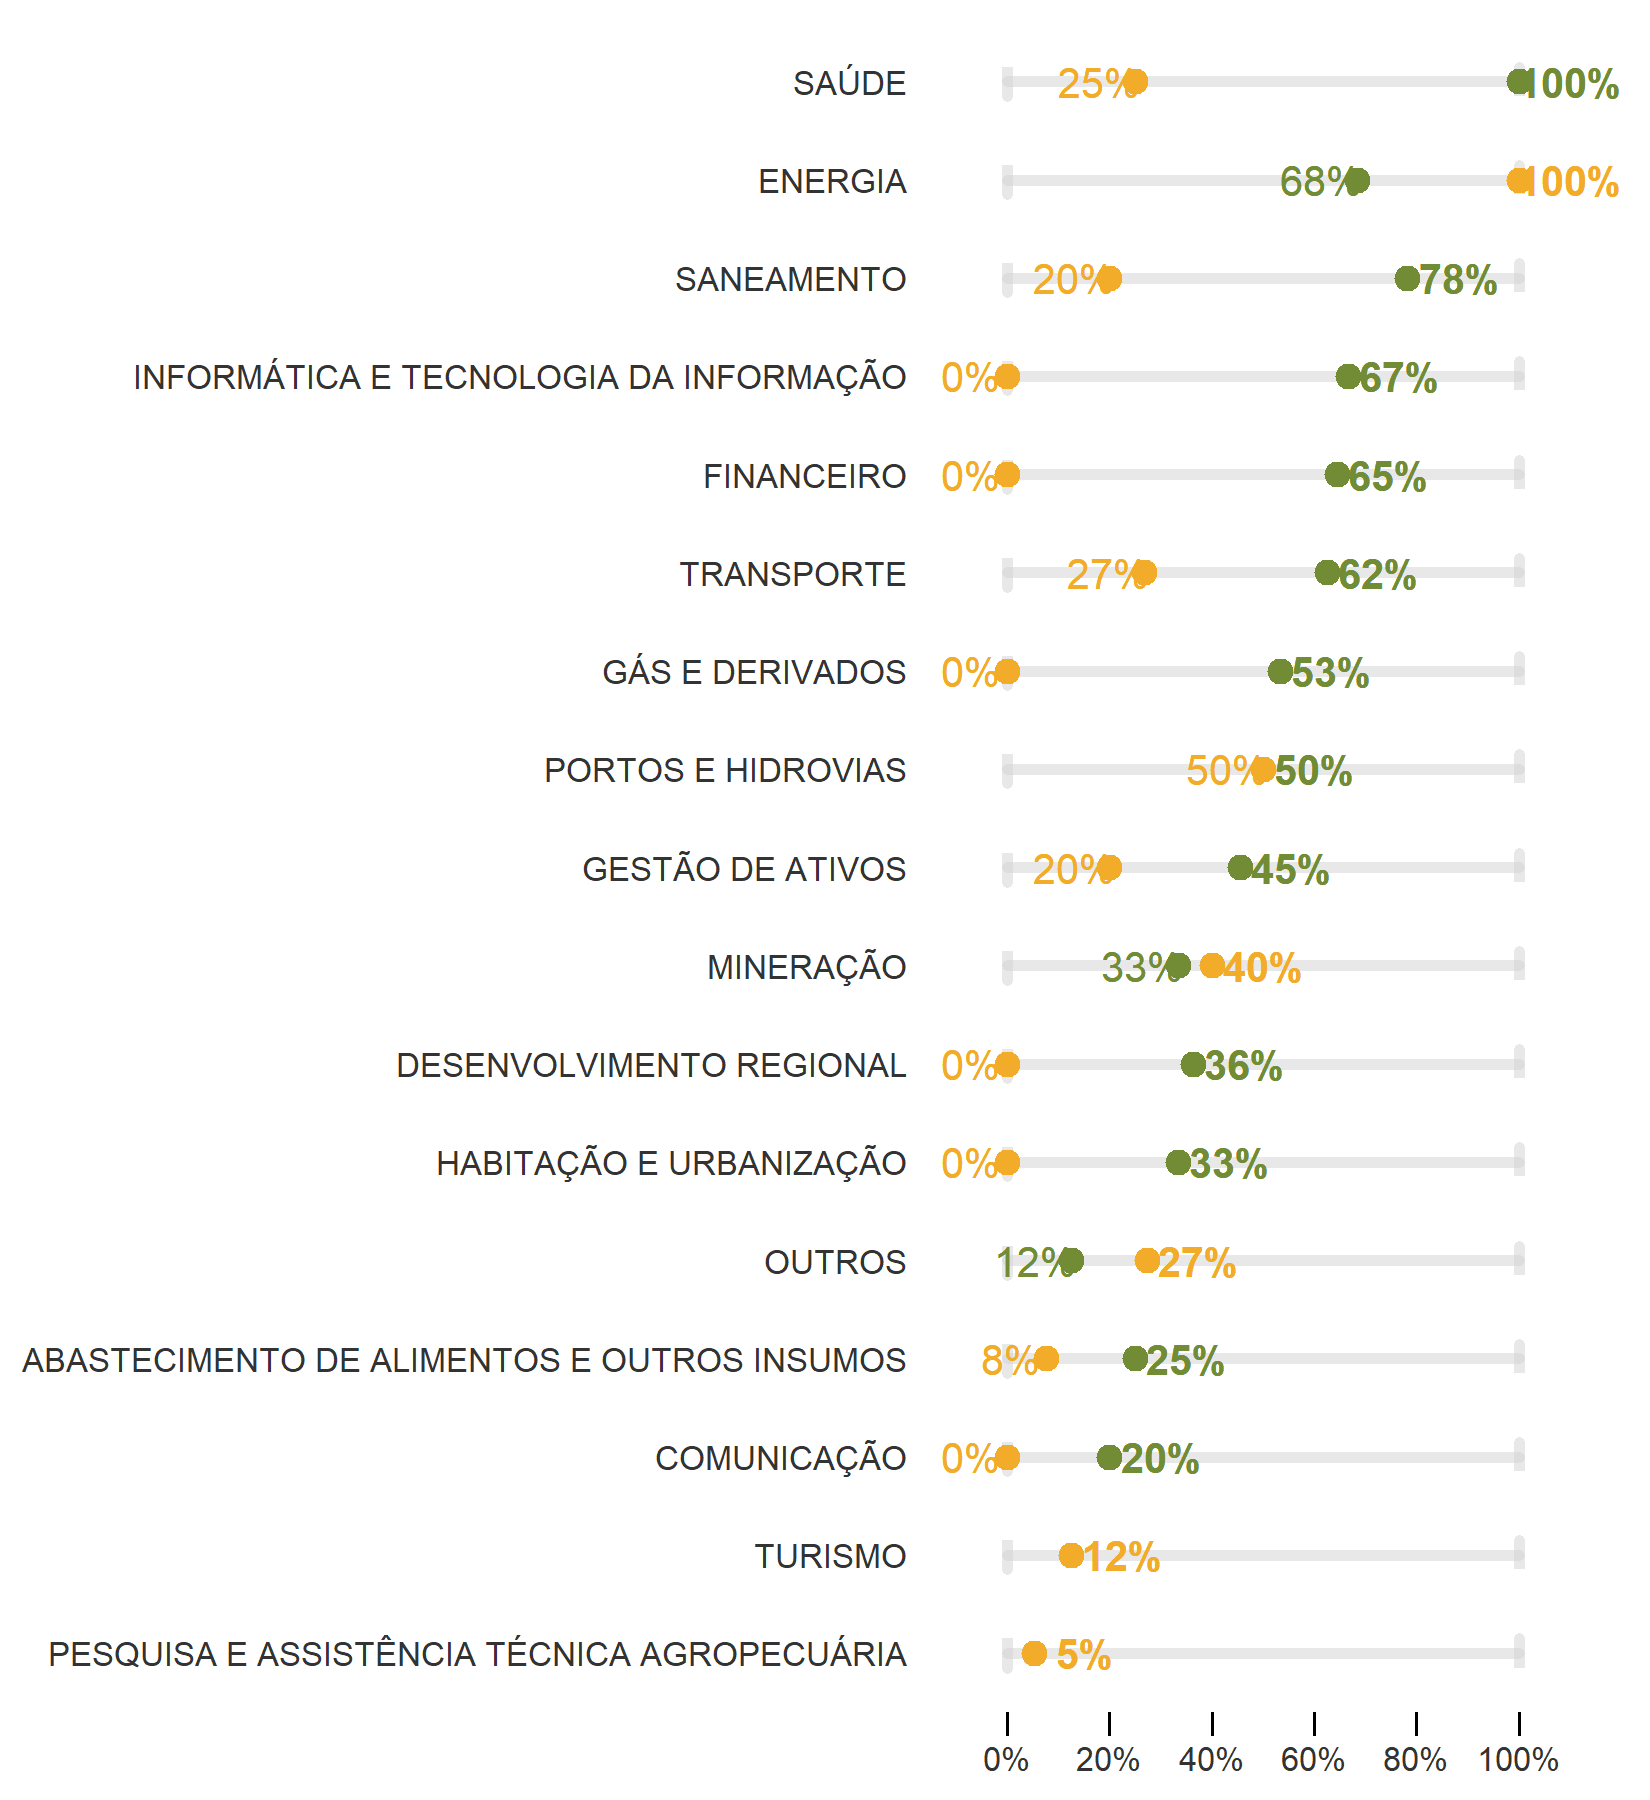 SAÚDE 25% 100%
ENERGIA 68% 100%
SANEAMENTO 20% 78%
INFORMÁTICA E TECNOLOGIA DA INFORMAÇÃO 0% 67%
FINANCEIRO 0% 65%
TRANSPORTE 27% 62%
GÁS E DERIVADOS 0% 53%
PORTOS E HIDROVIAS 50% 50%
GESTÃO DE ATIVOS 20% 45%
MINERAÇÃO 33% 40%
DESENVOLVIMENTO REGIONAL 0% 36%
HABITAÇÃO E URBANIZAÇÃO 0% 33%
OUTROS 12% 27%
ABASTECIMENTO DE ALIMENTOS E OUTROS INSUMOS 8% 25%
COMUNICAÇÃO 0% 20%
TURISMO 12%
PESQUISA E ASSISTÊNCIA TÉCNICA AGROPECUÁRIA 5%
0% 20% 40% 60% 80% 100%